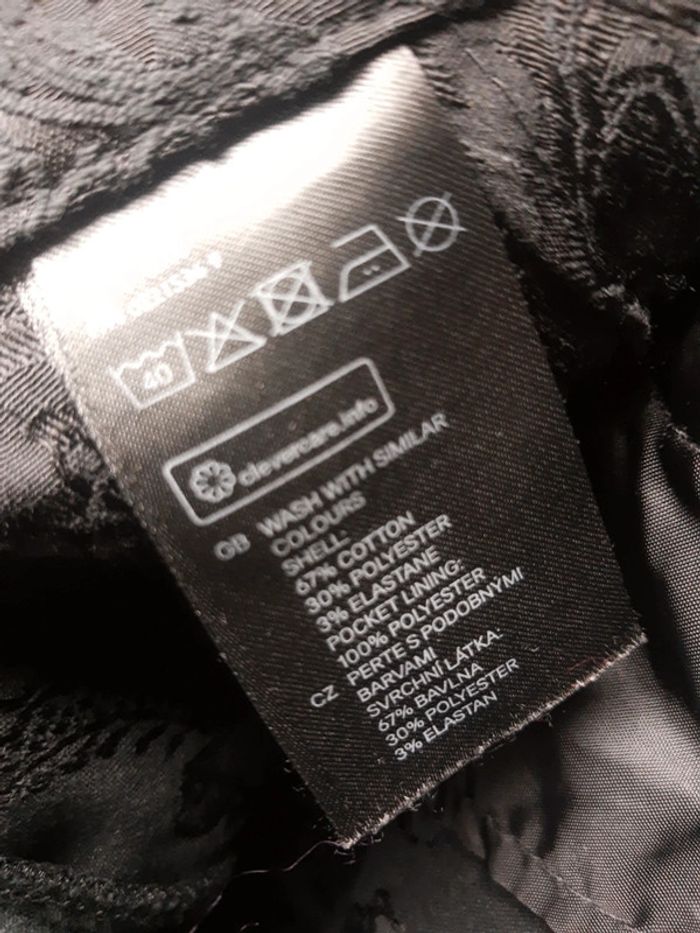 40
clevercare.info
GB WASH WITH SIMILAR
COLOURS
SHELL:
67% COTTON
30% POLYESTER
3% ELASTANE
POCKET LINING:
100% POLYESTER
CZ PERTE S PODOBNÝMI
BARVAMI
SVRCHNÍ LÁTKA:
67% BAVLNA
30% POLYESTER
3% ELASTAN